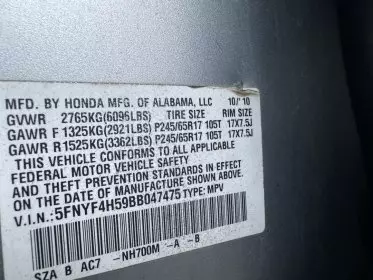 MFD. BY HONDA MFG. OF ALABAMA, LLC 10/'10
GVWR 2765KG(6096LBS) TIRE SIZE RIM SIZE
GAWR F 1325KG(2921LBS) P245/65R17 105T 17X7.5J
GAWR R 1525KG(3362LBS) P245/65R17 105T 17X7.5J
THIS VEHICLE CONFORMS TO ALL APPLICABLE
FEDERAL MOTOR VEHICLE SAFETY AND
THEFT PREVENTION STANDARDS IN EFFECT
ON THE DATE OF MANUFACTURE SHOWN ABOVE.
V.I.N.: 5FNYF4H59BB047475 TYPE: MPV
SZA B AC7 -NH700M -A -B